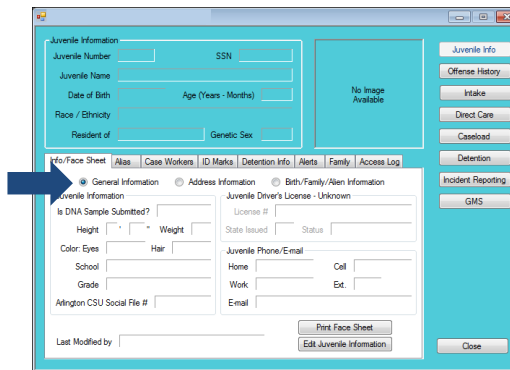 Juvenile Information
Juvenile Number SSN
Juvenile Name
Date of Birth Age (Years - Months)
Race / Ethnicity
Resident of Genetic Sex
No Image
Available
Juvenile Info
Offense History
Intake
Direct Care
Caseload
Detention
Incident Reporting
GMS
Info/Face Sheet Alias Case Workers ID Marks Detention Info Alerts Family Access Log
General Information Address Information Birth/Family/Alien Information
Juvenile Information
Is DNA Sample Submitted?
Height ' " Weight
Color: Eyes Hair
School
Grade
Arlington CSU Social File #
Juvenile Driver's License - Unknown
License #
State Issued Status
Juvenile Phone/E-mail
Home Cell
Work Ext.
E-mail
Print Face Sheet
Last Modified by Edit Juvenile Information
Close